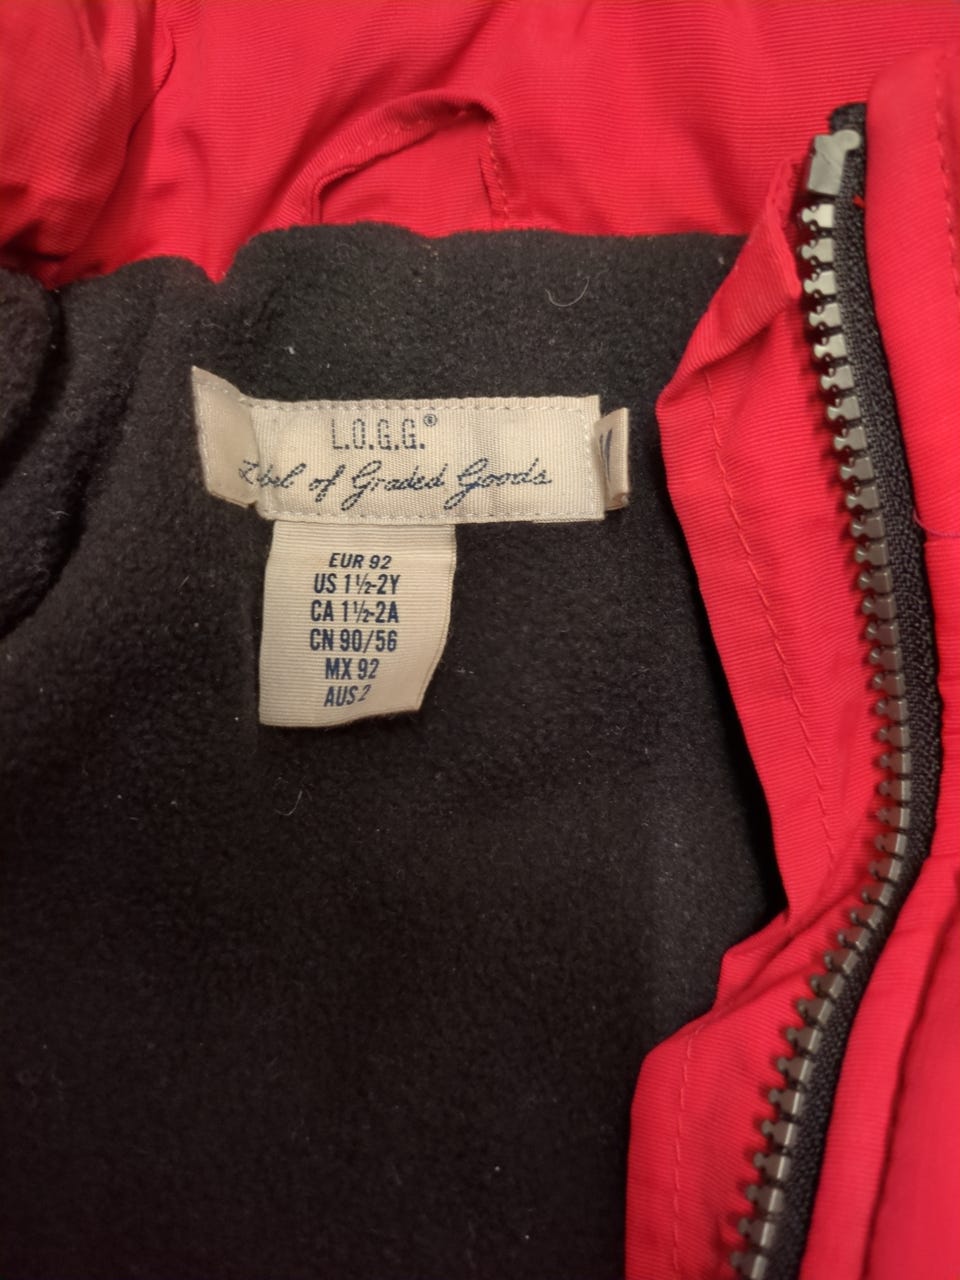 L.O.G.G.®
Label of Graded Goods
EUR 92
US 1½-2Y
CA 1½-2A
CN 90/56
MX 92
AUS 2